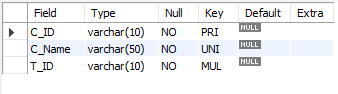 Field Type Null Key Default Extra
C_ID varchar(10) NO PRI NULL
C_Name varchar(50) NO UNI NULL
T_ID varchar(10) NO MUL NULL